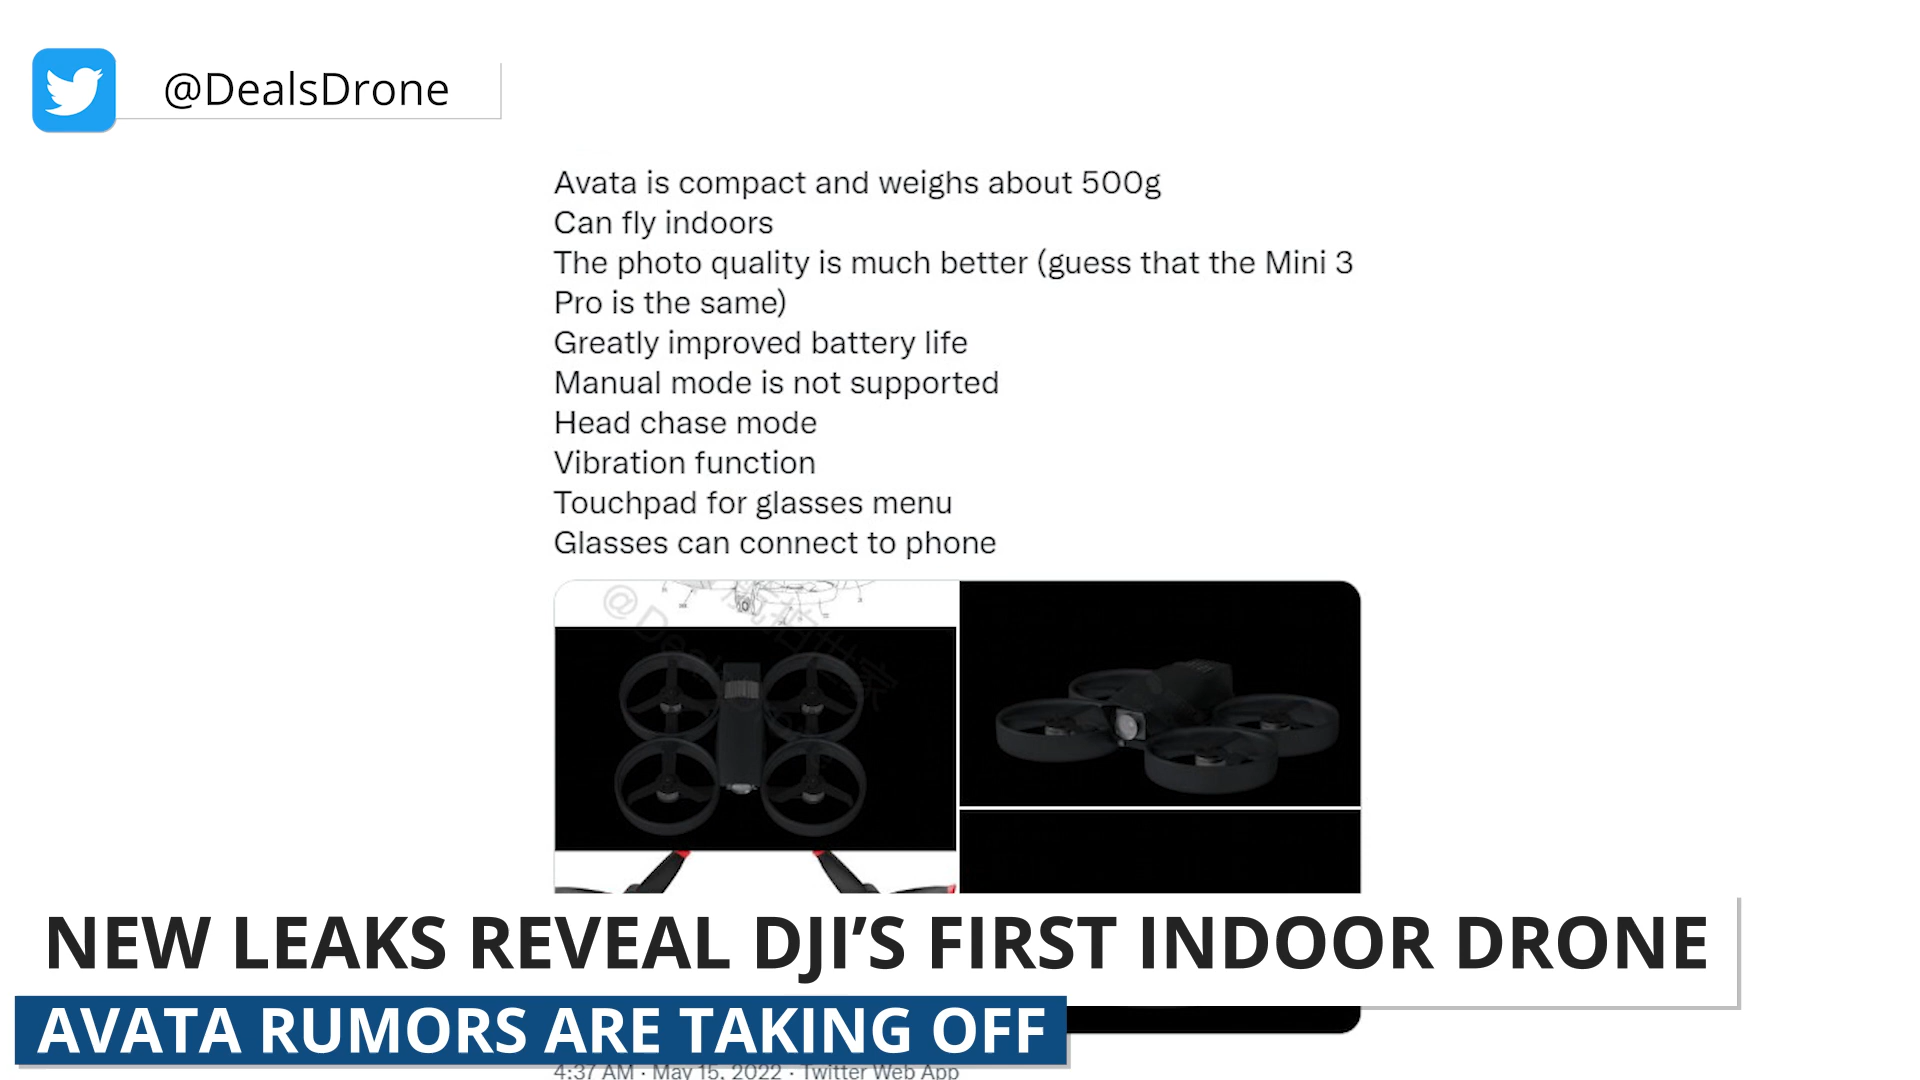 @DealsDrone
Avata is compact and weighs about 500g
Can fly indoors
The photo quality is much better (guess that the Mini 3
Pro is the same)
Greatly improved battery life
Manual mode is not supported
Head chase mode
Vibration function
Touchpad for glasses menu
Glasses can connect to phone
NEW LEAKS REVEAL DJI’S FIRST INDOOR DRONE
AVATA RUMORS ARE TAKING OFF
4:37 AM · May 15, 2022 · Twitter Web App